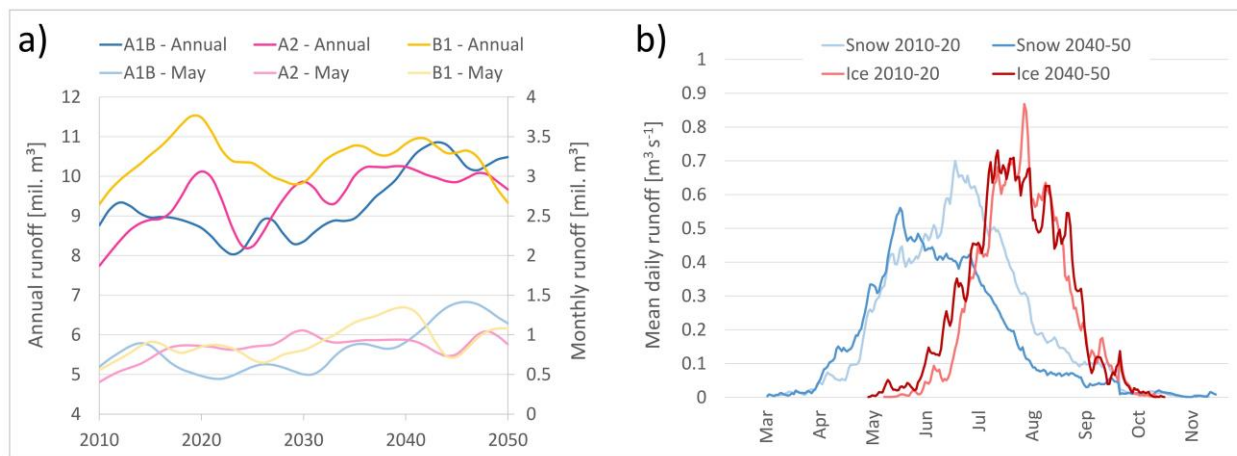 a)
A1B - Annual A2 - Annual B1 - Annual
A1B - May A2 - May B1 - May
Annual runoff [mil. m³]
12
11
10
9
8
7
6
5
4
Monthly runoff [mil. m³]
4
3.5
3
2.5
2
1.5
1
0.5
0
2010 2020 2030 2040 2050
b)
Snow 2010-20 Snow 2040-50
Ice 2010-20 Ice 2040-50
Mean daily runoff [m³ s⁻¹]
1
0.9
0.8
0.7
0.6
0.5
0.4
0.3
0.2
0.1
0
Mar Apr May Jun Jul Aug Sep Oct Nov